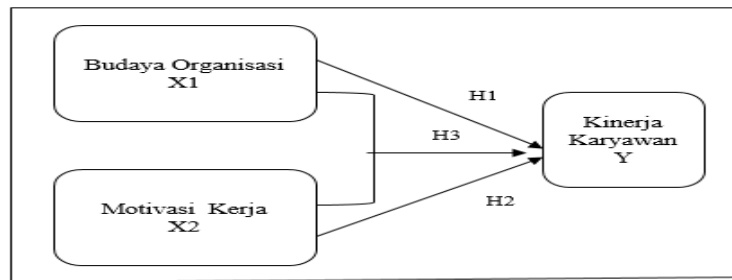 Budaya Organisasi
X1
H1
Kinerja
Karyawan
Y
H3
Motivasi Kerja
X2
H2